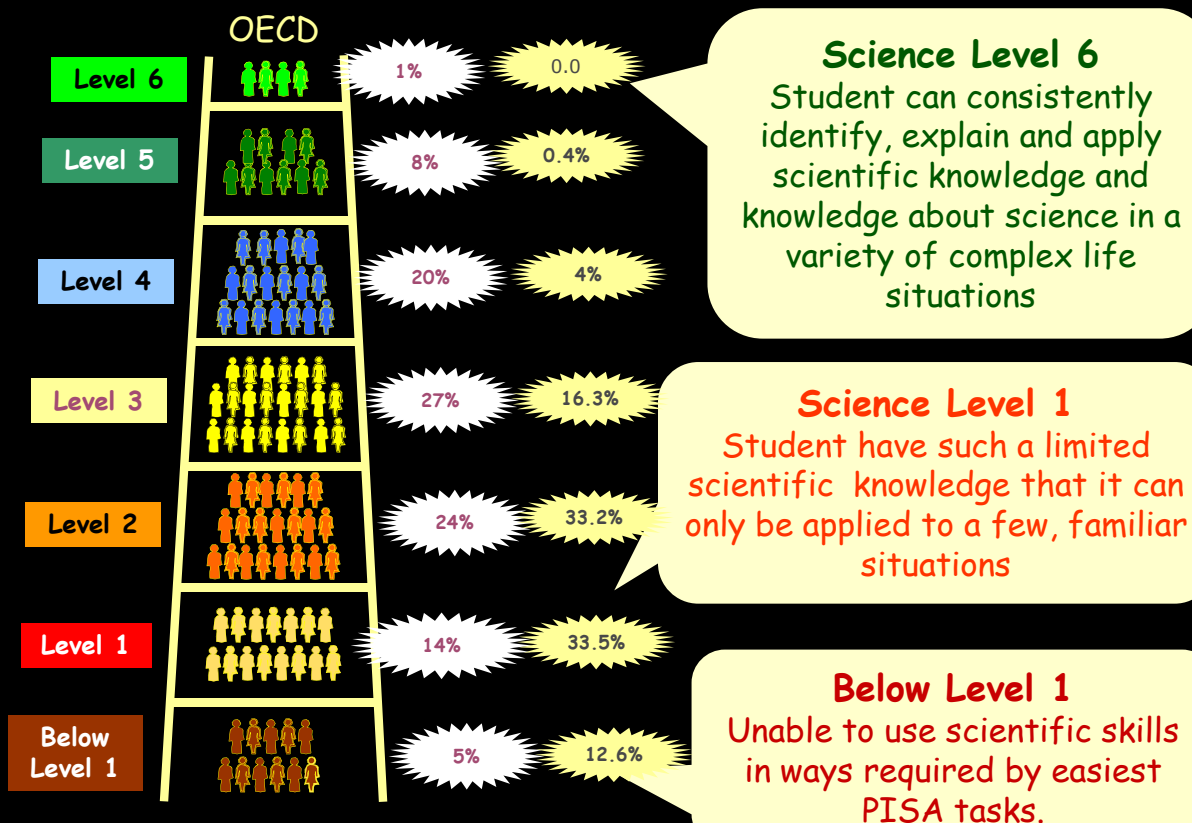 OECD
Level 6
1%
0.0
Level 5
8%
0.4%
Level 4
20%
4%
Level 3
27%
16.3%
Level 2
24%
33.2%
Level 1
14%
33.5%
Below
Level 1
5%
12.6%
Science Level 6
Student can consistently
identify, explain and apply
scientific knowledge and
knowledge about science in a
variety of complex life
situations
Science Level 1
Student have such a limited
scientific knowledge that it can
only be applied to a few, familiar
situations
Below Level 1
Unable to use scientific skills
in ways required by easiest
PISA tasks.